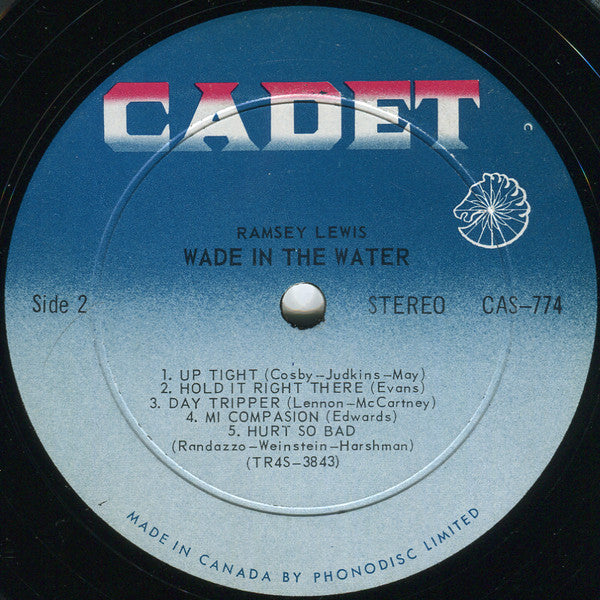 CADET
RAMSEY LEWIS
WADE IN THE WATER
Side 2 STEREO CAS-774
1. UP TIGHT (Cosby-Judkins-May)
2. HOLD IT RIGHT THERE (Evans)
3. DAY TRIPPER (Lennon-McCartney)
4. MI COMPASION (Edwards)
5. HURT SO BAD
(Randazzo-Weinstein-Harshman)
(TR4S-3843)
MADE IN CANADA BY PHONODISC LIMITED